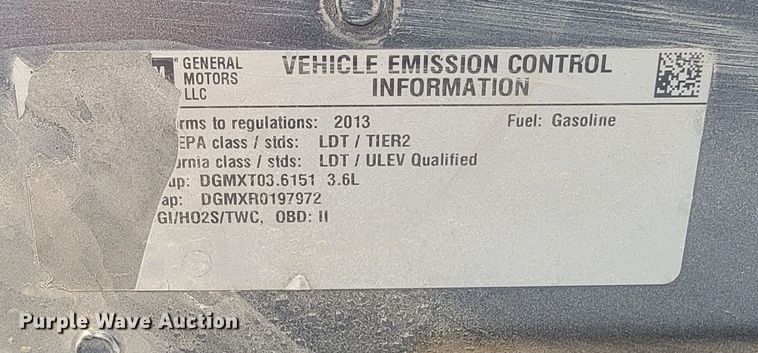 GENERAL MOTORS LLC
VEHICLE EMISSION CONTROL INFORMATION
rms to regulations: 2013 Fuel: Gasoline
EPA class / stds: LDT / TIER2
ornia class / stds: LDT / ULEV Qualified
up: DGMXT03.6151 3.6L
ap: DGMXR0197972
GI/HO2S/TWC, OBD: II
Purple Wave Auction